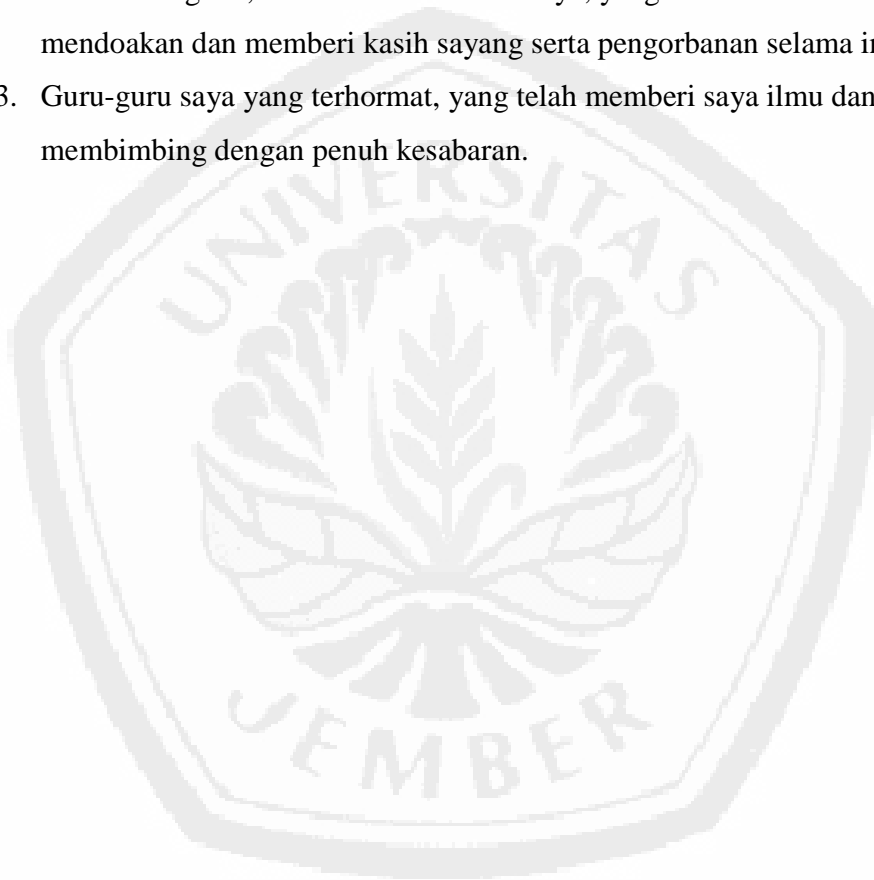 mendoakan dan memberi kasih sayang serta pengorbanan selama
3. Guru-guru saya yang terhormat, yang telah memberi saya ilmu dan
membimbing dengan penuh kesabaran.
UNIVERSITAS
JEMBER